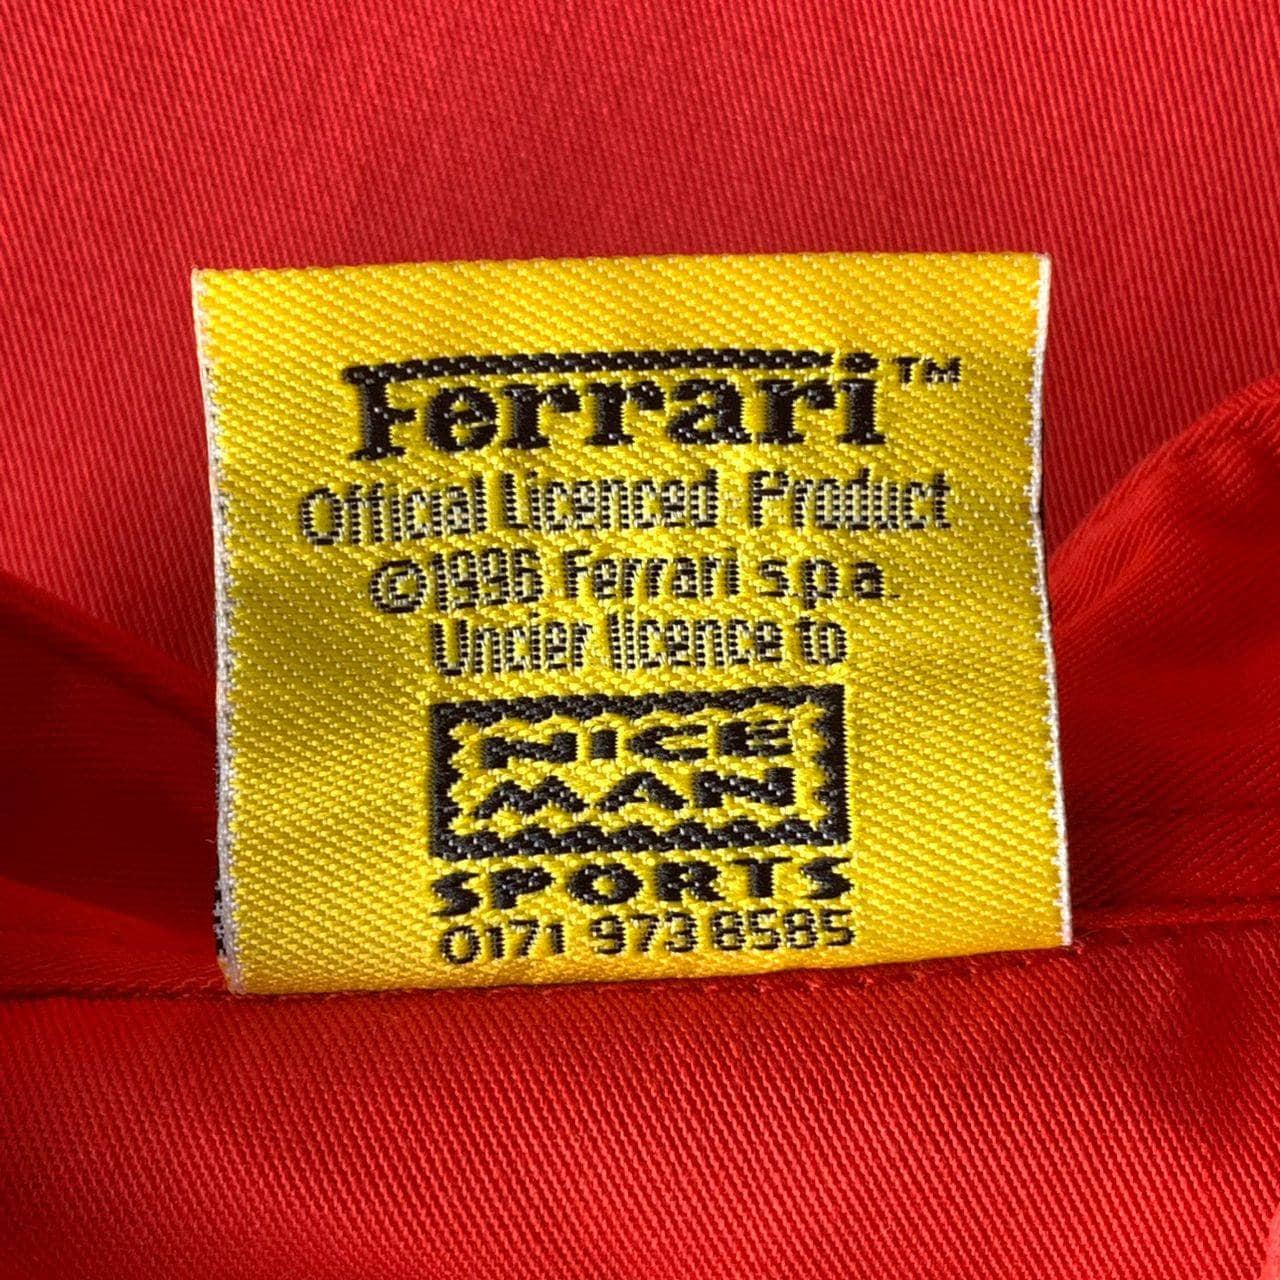 Ferrari™
Official Licenced Product
©1996 Ferrari s.p.a.
Under licence to
NICE
MAN
SPORTS
0171 973 8585